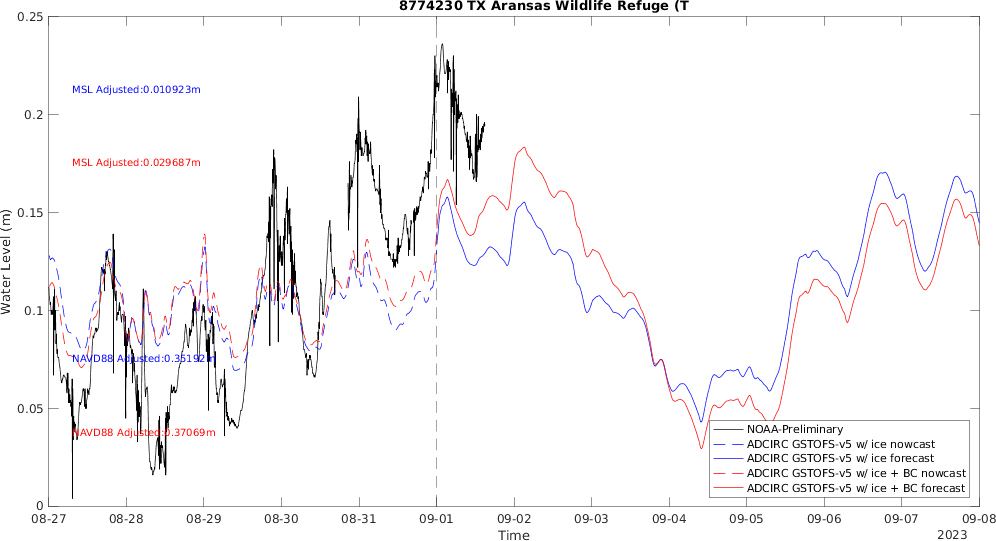 8774230 TX Aransas Wildlife Refuge (T
0.25
0.2
0.15
0.1
0.05
0
Water Level (m)
MSL Adjusted:0.010923m
MSL Adjusted:0.029687m
NAVD88 Adjusted:0.35192m
NAVD88 Adjusted:0.37069m
NOAA-Preliminary
ADCIRC GSTOFS-v5 w/ ice nowcast
ADCIRC GSTOFS-v5 w/ ice forecast
ADCIRC GSTOFS-v5 w/ ice + BC nowcast
ADCIRC GSTOFS-v5 w/ ice + BC forecast
08-27 08-28 08-29 08-30 08-31 09-01 09-02 09-03 09-04 09-05 09-06 09-07 09-08
Time
2023